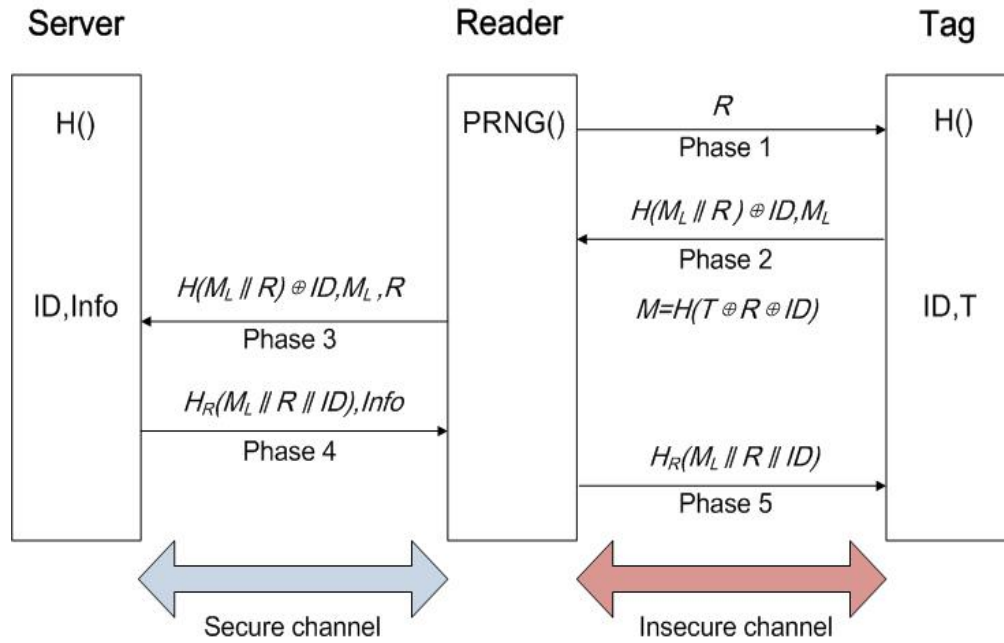 Server
Reader
Tag
H()
PRNG()
H()
R
Phase 1
H(M_L ∥ R) ⊕ ID,M_L
Phase 2
H(M_L ∥ R) ⊕ ID,M_L ,R
Phase 3
M=H(T ⊕ R ⊕ ID)
ID,Info
ID,T
H_R(M_L ∥ R ∥ ID),Info
Phase 4
H_R(M_L ∥ R ∥ ID)
Phase 5
Secure channel
Insecure channel